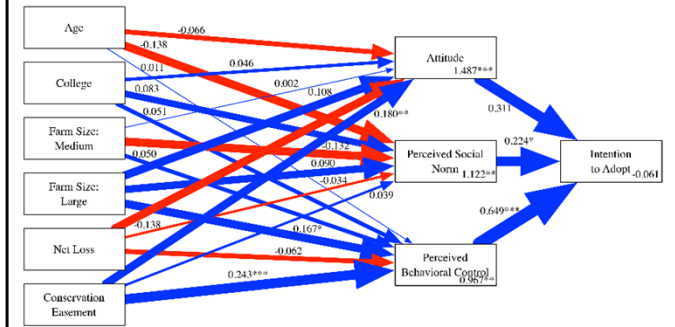 Age
College
Farm Size:
Medium
Farm Size:
Large
Net Loss
Conservation
Easement
-0.066
-0.138
0.011
0.046
0.083
0.002
0.108
0.051
0.180**
-0.132
0.050
0.090
-0.034
0.039
-0.138
0.167*
-0.062
0.243***
Attitude
1.487***
Perceived Social
Norm
1.122**
Perceived
Behavioral Control
0.967**
0.311
0.224*
0.649***
Intention
to Adopt
-0.061